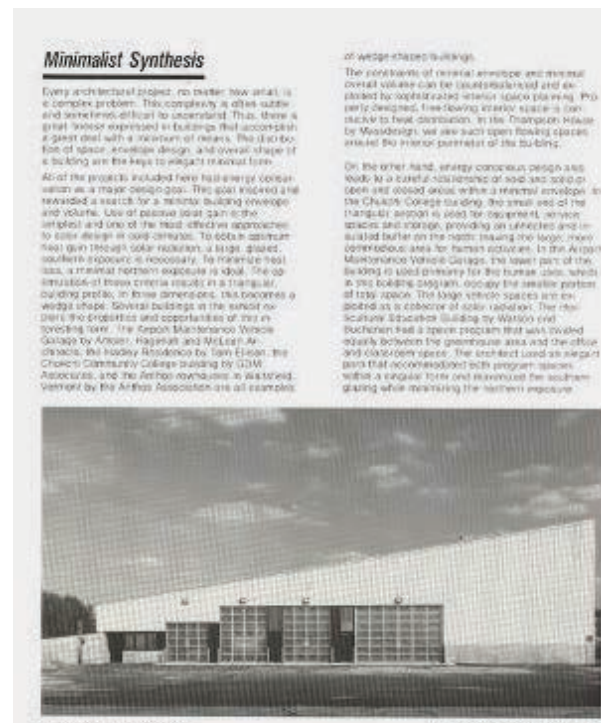 Minimalist Synthesis
Every architectural project, no matter how small, is
a complex problem. This complexity is often subtle
and sometimes difficult to understand. Thus, there is
great finesse expressed in buildings that accomplish
a great deal with a minimum of means. The distribu-
tion of space, envelope design, and overall shape of
a building are the keys to elegant minimal form.
All of the projects included here had energy conser-
vation as a major design goal. This goal inspired and
rewarded a search for a minimal building envelope
and volume. Use of passive solar gain is the
simplest and one of the most effective approaches
to solar design in cold climates. To obtain optimum
heat gain through solar radiation, a large, glazed,
southern exposure is necessary. To minimize heat
loss, a minimal northern exposure is ideal. The op-
timization of these criteria results in a triangular,
building profile. In three dimensions, this becomes a
wedge shape. Several buildings in the exhibit ex-
plore the properties and opportunities of this in-
teresting form. The Airport Maintenance Vehicle
Garage by and McLean Ar-
chitects, the Hadley Residence by Tom the
Community College building by
Associates, and the Anthos townhouses in Waitsfield,
Vermont by the Anthos Association are all examples
of wedge-shaped buildings.
The constraints of minimal envelope and minimal
overall volume can be counterbalanced and ex-
ploited by sophisticated interior space planning. Pro
perly designed, free-flowing interior space is con-
ducive to heat distribution. In the Thompson House
by Massdesign, we see such open flowing spaces
around the interior perimeter of the building.
On the other hand, energy conscious design also
leads to a careful relationship of void and solid or
open and closed areas within a minimal envelope. In
the College building, the small end of the
triangular section is used for equipment, service
spaces and storage, providing an unheated and in-
sulated buffer on the north, leaving the large, more
commodious area for human activities. In the Airport
Maintenance Vehicle Garage, the lower part of the
building is used primarily for the human uses, which
in this building program, occupy the smaller portion
of total space. The large vehicle spaces are ex-
ploited as a collector of solar radiation. The Hor-
ticultural Education Building by Watson and
Buchanan had a space program that was divided
equally between the greenhouse area and the office
and classroom space. The architect used an elegant
parti that accommodated both program spaces
within a singular form and maximized the southern
glazing while minimizing the northern exposure.